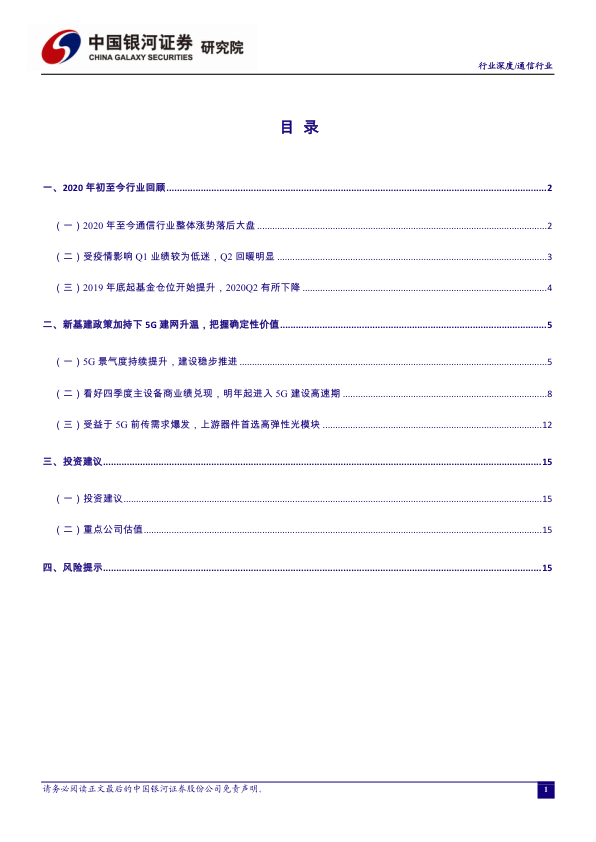 中国银河证券 研究院
CHINA GALAXY SECURITIES
行业深度/通信行业
目 录
一、2020 年初至今行业回顾.....2
（一）2020 年至今通信行业整体涨势落后大盘.....2
（二）受疫情影响 Q1 业绩较为低迷，Q2 回暖明显.....3
（三）2019 年底起基金仓位开始提升，2020Q2 有所下降.....4
二、新基建政策加持下 5G 建网升温，把握确定性价值.....5
（一）5G 景气度持续提升，建设稳步推进.....5
（二）看好四季度主设备商业绩兑现，明年起进入 5G 建设高速期.....8
（三）受益于 5G 前传需求爆发，上游器件首选高弹性光模块.....12
三、投资建议.....15
（一）投资建议.....15
（二）重点公司估值.....15
四、风险提示.....15
请务必阅读正文最后的中国银河证券股份公司免责声明。
1